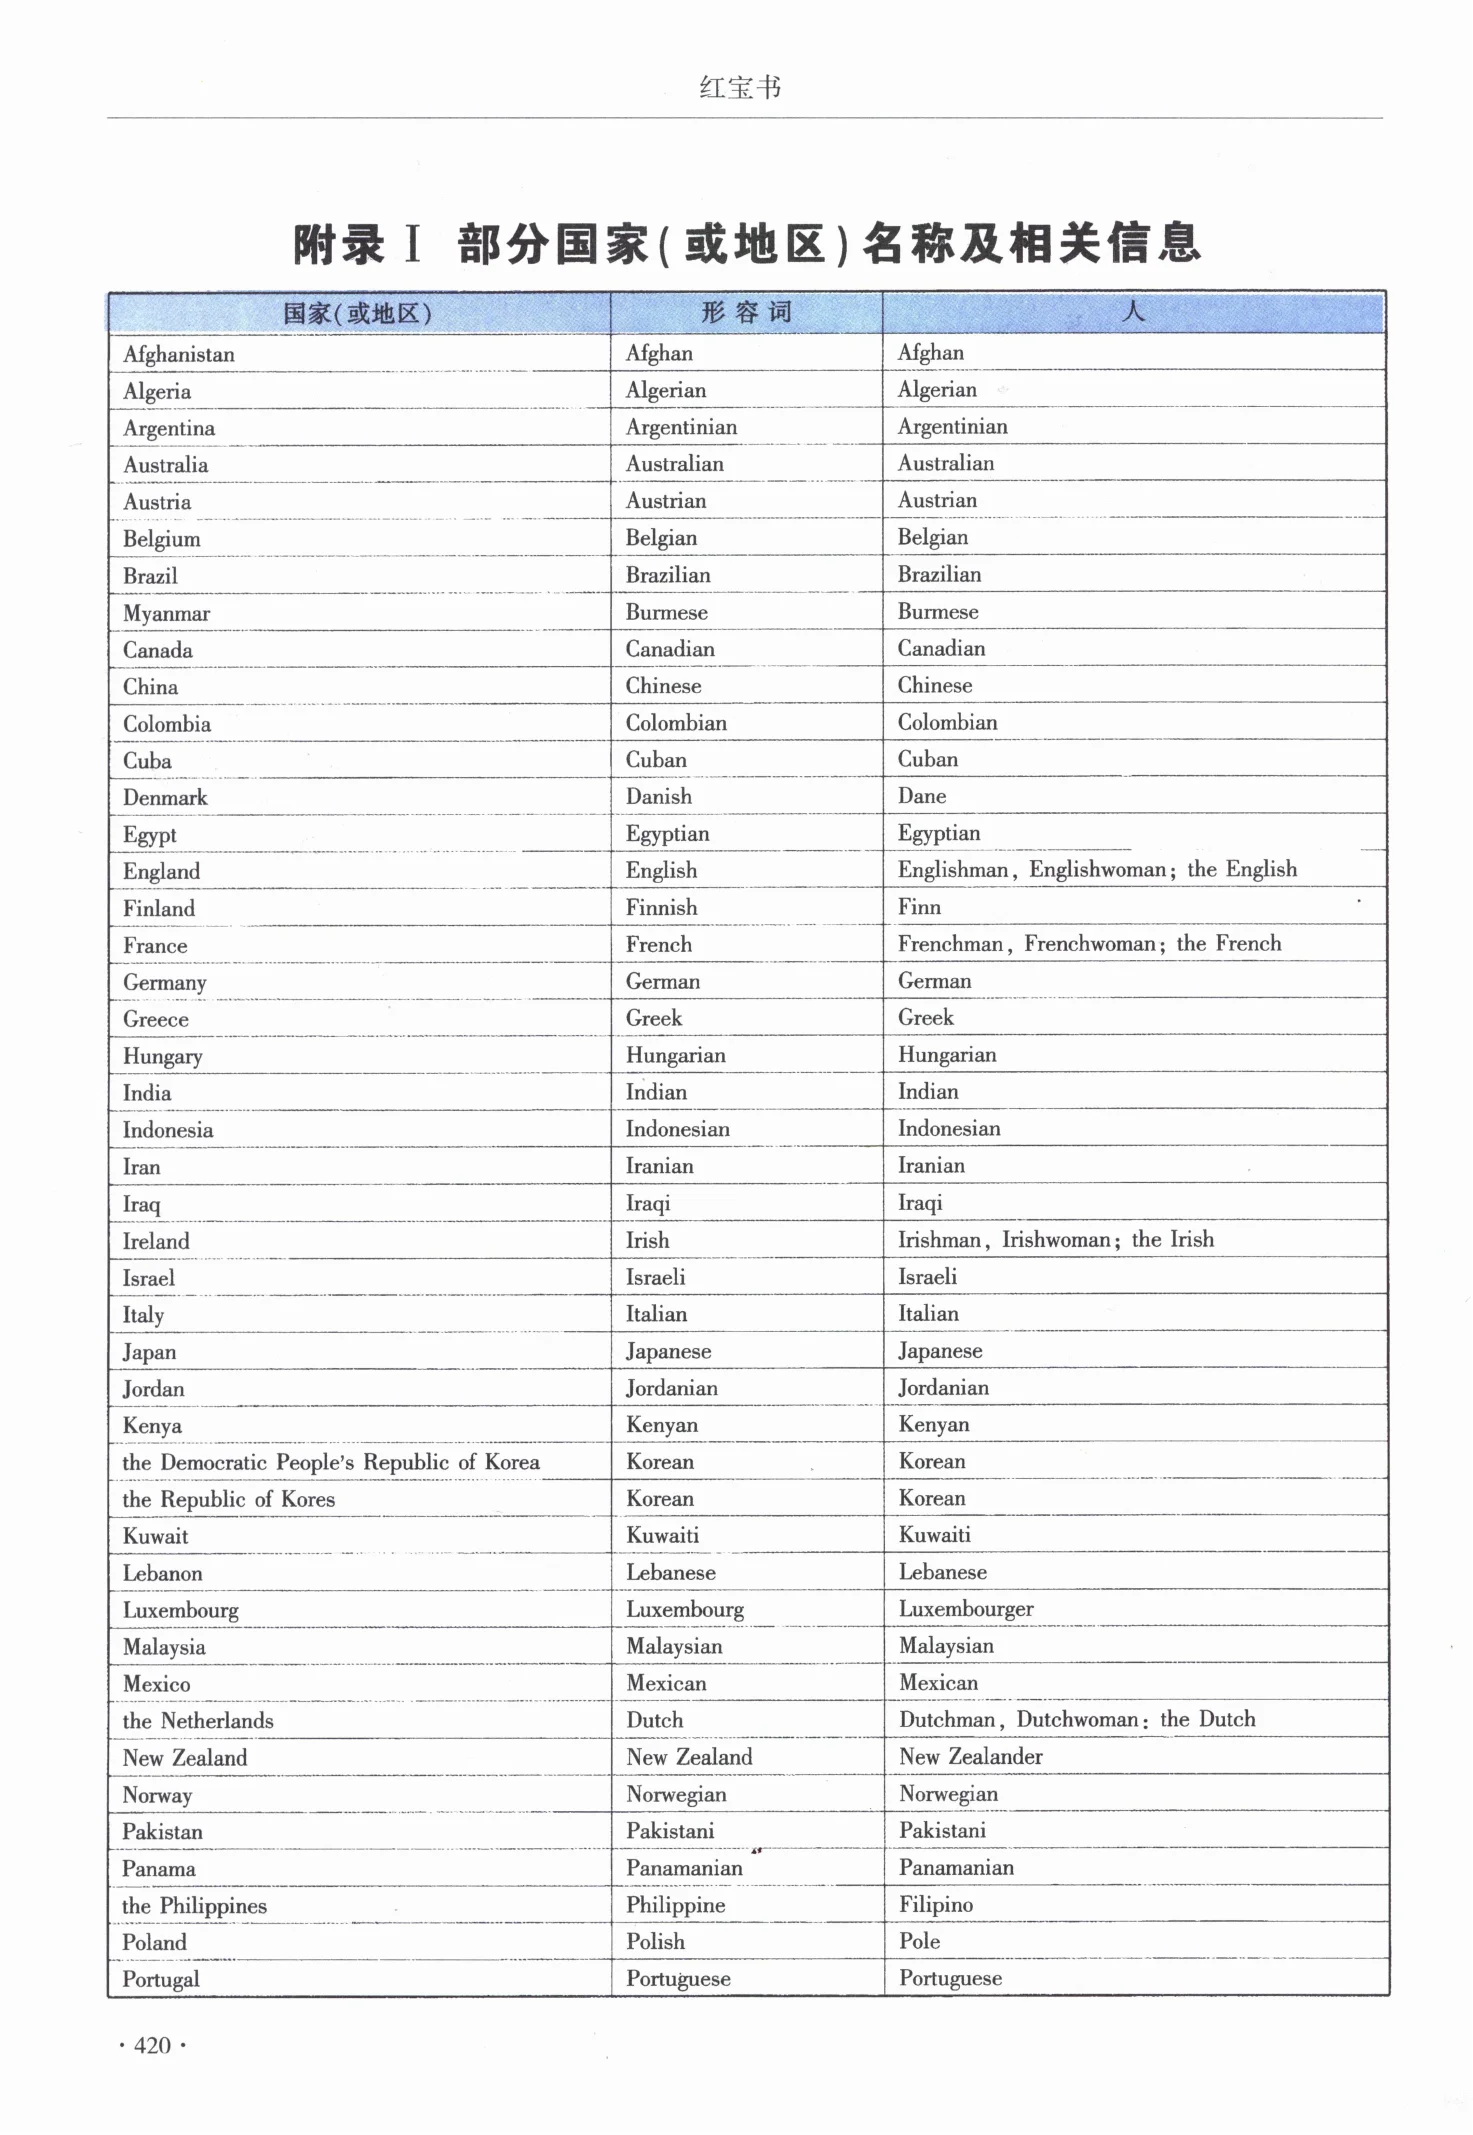 红宝书
附录Ⅰ 部分国家(或地区)名称及相关信息
国家(或地区) 形容词 人
Afghanistan Afghan Afghan
Algeria Algerian Algerian
Argentina Argentinian Argentinian
Australia Australian Australian
Austria Austrian Austrian
Belgium Belgian Belgian
Brazil Brazilian Brazilian
Myanmar Burmese Burmese
Canada Canadian Canadian
China Chinese Chinese
Colombia Colombian Colombian
Cuba Cuban Cuban
Denmark Danish Dane
Egypt Egyptian Egyptian
England English Englishman, Englishwoman; the English
Finland Finnish Finn
France French Frenchman, Frenchwoman; the French
Germany German German
Greece Greek Greek
Hungary Hungarian Hungarian
India Indian Indian
Indonesia Indonesian Indonesian
Iran Iranian Iranian
Iraq Iraqi Iraqi
Ireland Irish Irishman, Irishwoman; the Irish
Israel Israeli Israeli
Italy Italian Italian
Japan Japanese Japanese
Jordan Jordanian Jordanian
Kenya Kenyan Kenyan
the Democratic People's Republic of Korea Korean Korean
the Republic of Kores Korean Korean
Kuwait Kuwaiti Kuwaiti
Lebanon Lebanese Lebanese
Luxembourg Luxembourg Luxembourger
Malaysia Malaysian Malaysian
Mexico Mexican Mexican
the Netherlands Dutch Dutchman, Dutchwoman: the Dutch
New Zealand New Zealand New Zealander
Norway Norwegian Norwegian
Pakistan Pakistani Pakistani
Panama Panamanian Panamanian
the Philippines Philippine Filipino
Poland Polish Pole
Portugal Portuguese Portuguese
·420·